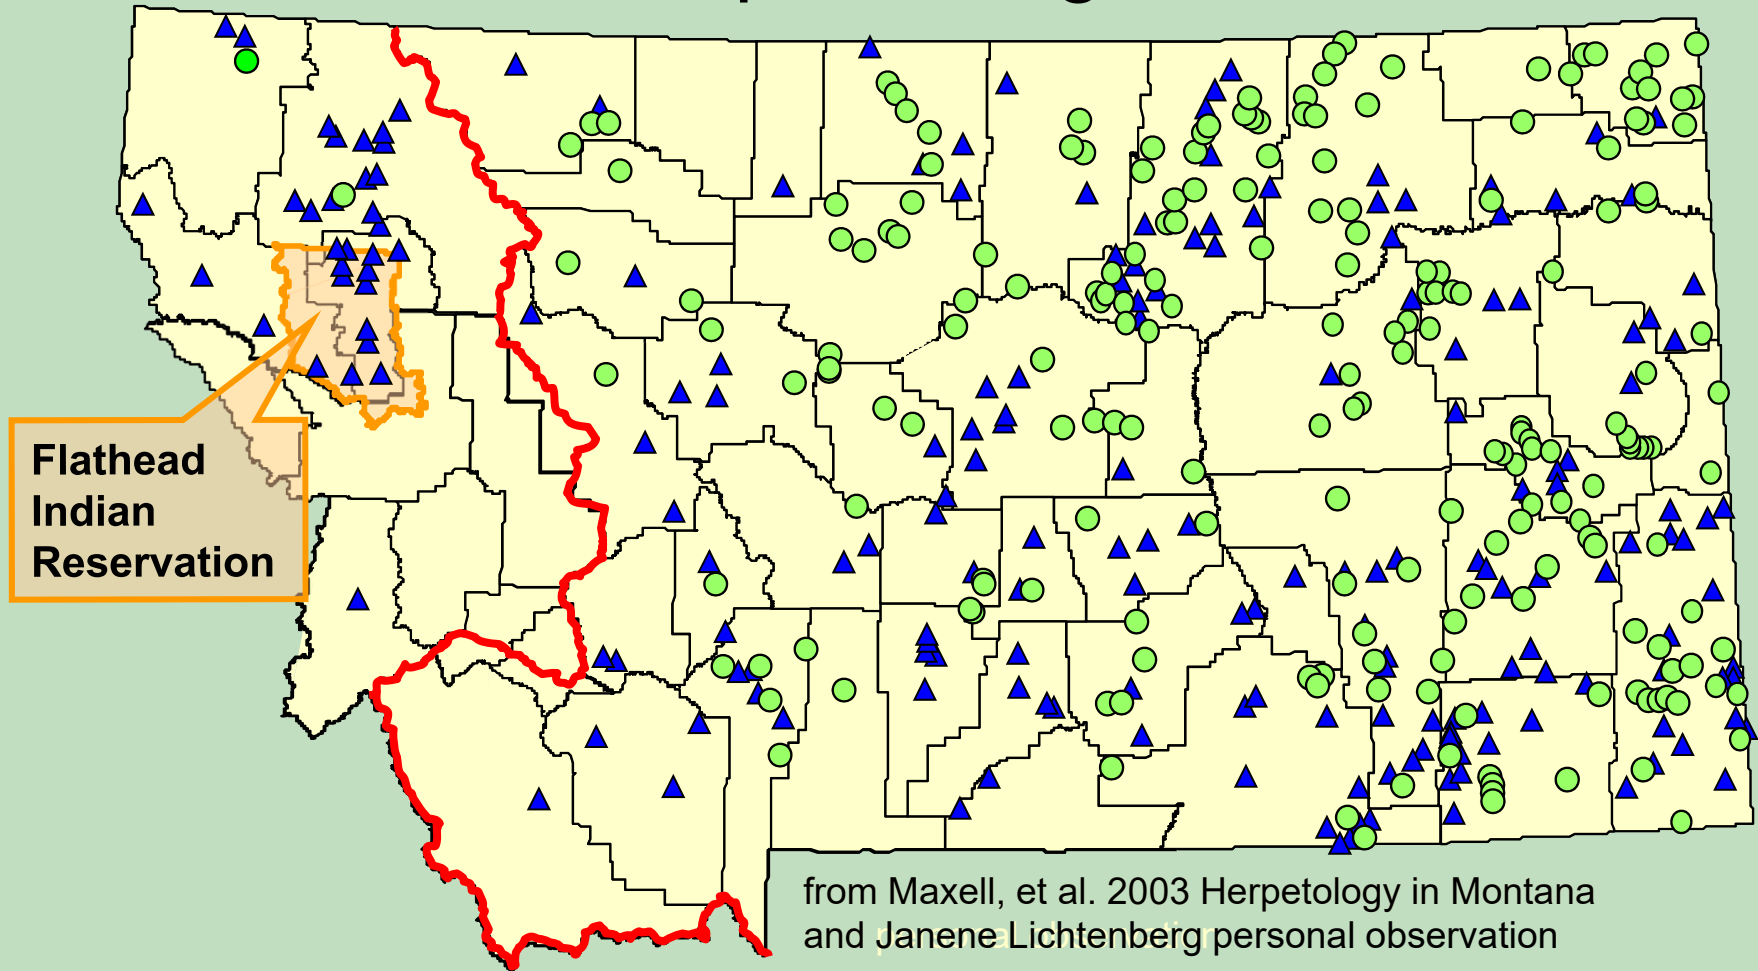 Flathead
Indian
Reservation
from Maxell, et al. 2003 Herpetology in Montana
and Janene Lichtenberg personal observation